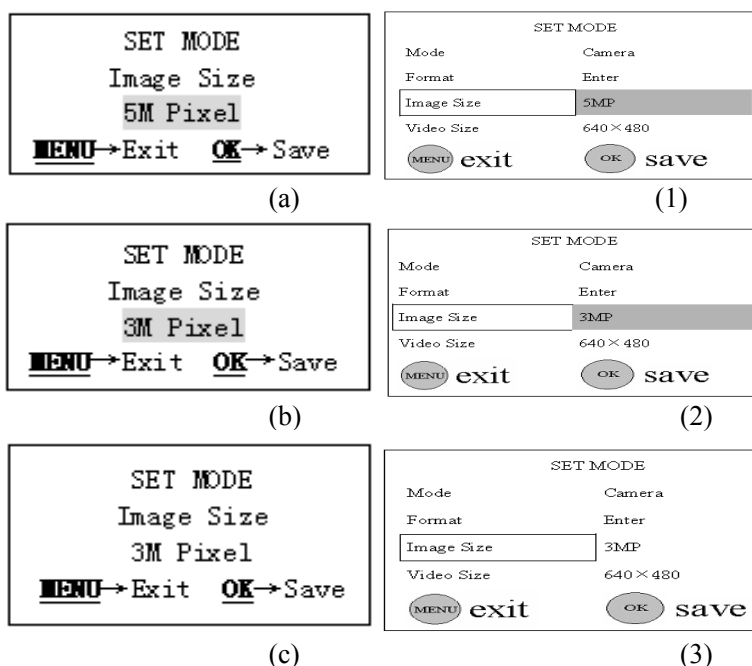 SET MODE
Image Size
5M Pixel
MENU→Exit OK→Save
(a)
SET MODE
Mode Camera
Format Enter
Image Size 5MP
Video Size 640×480
MENU exit OK save
(1)
SET MODE
Image Size
3M Pixel
MENU→Exit OK→Save
(b)
SET MODE
Mode Camera
Format Enter
Image Size 3MP
Video Size 640×480
MENU exit OK save
(2)
SET MODE
Image Size
3M Pixel
MENU→Exit OK→Save
(c)
SET MODE
Mode Camera
Format Enter
Image Size 3MP
Video Size 640×480
MENU exit OK save
(3)